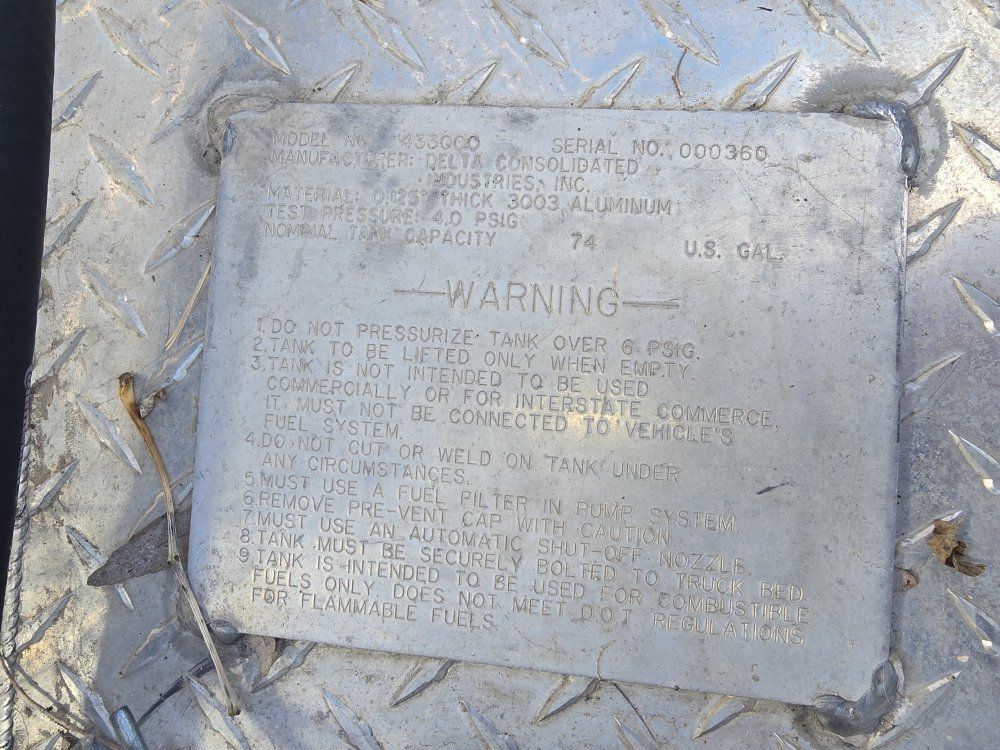 MODEL NO. 433000 SERIAL NO. 000360
MANUFACTURER: DELTA CONSOLIDATED
INDUSTRIES, INC.
MATERIAL: 0.125" THICK 3003 ALUMINUM
TEST PRESSURE: 4.0 PSIG
NOMINAL TANK CAPACITY 74 U.S. GAL.
WARNING
1. DO NOT PRESSURIZE TANK OVER 6 PSIG.
2. TANK TO BE LIFTED ONLY WHEN EMPTY.
3. TANK IS NOT INTENDED TO BE USED
COMMERCIALLY OR FOR INTERSTATE COMMERCE.
IT MUST NOT BE CONNECTED TO VEHICLE'S
FUEL SYSTEM.
4. DO NOT CUT OR WELD ON TANK UNDER
ANY CIRCUMSTANCES.
5. MUST USE A FUEL FILTER IN PUMP SYSTEM.
6. REMOVE PRE-VENT CAP WITH CAUTION.
7. MUST USE AN AUTOMATIC SHUT-OFF NOZZLE.
8. TANK MUST BE SECURELY BOLTED TO TRUCK BED.
9. TANK IS INTENDED TO BE USED FOR COMBUSTIBLE
FUELS ONLY. DOES NOT MEET D.O.T REGULATIONS
FOR FLAMMABLE FUELS.